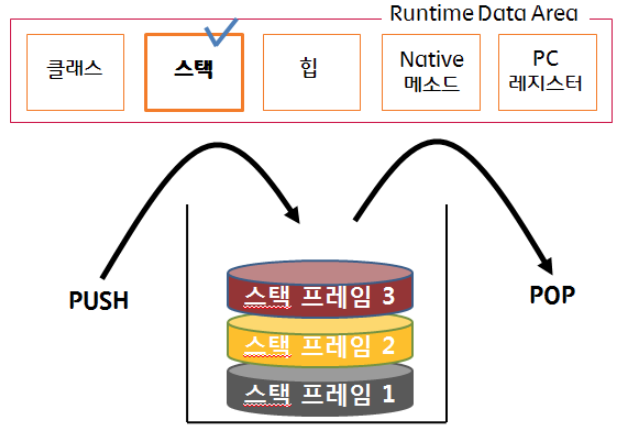 Runtime Data Area
클래스
스택
힙
Native
메소드
PC
레지스터
PUSH
POP
스택 프레임 3
스택 프레임 2
스택 프레임 1